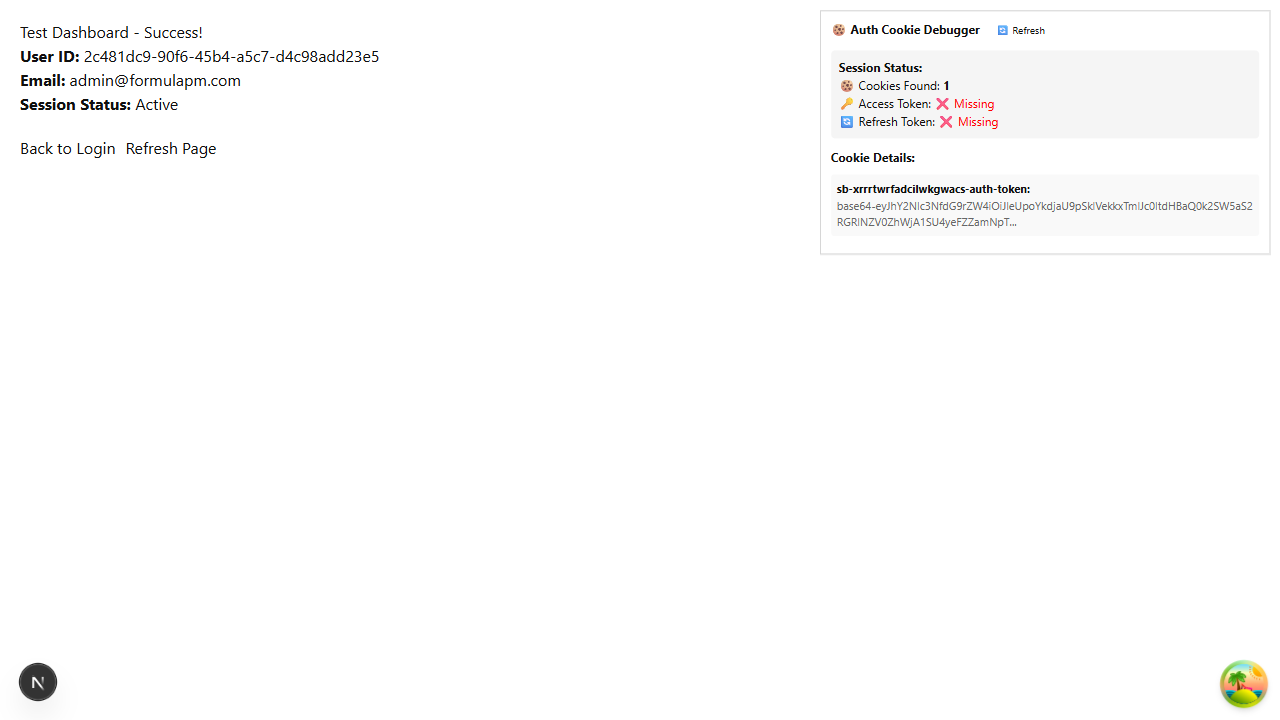 Test Dashboard - Success!
User ID: 2c481dc9-90f6-45b4-a5c7-d4c98add23e5
Email: admin@formulapm.com
Session Status: Active
Back to Login Refresh Page
Auth Cookie Debugger Refresh
Session Status:
Cookies Found: 1
Access Token: Missing
Refresh Token: Missing
Cookie Details:
sb-xrrrtwrfadcilwkgwacs-auth-token:
N